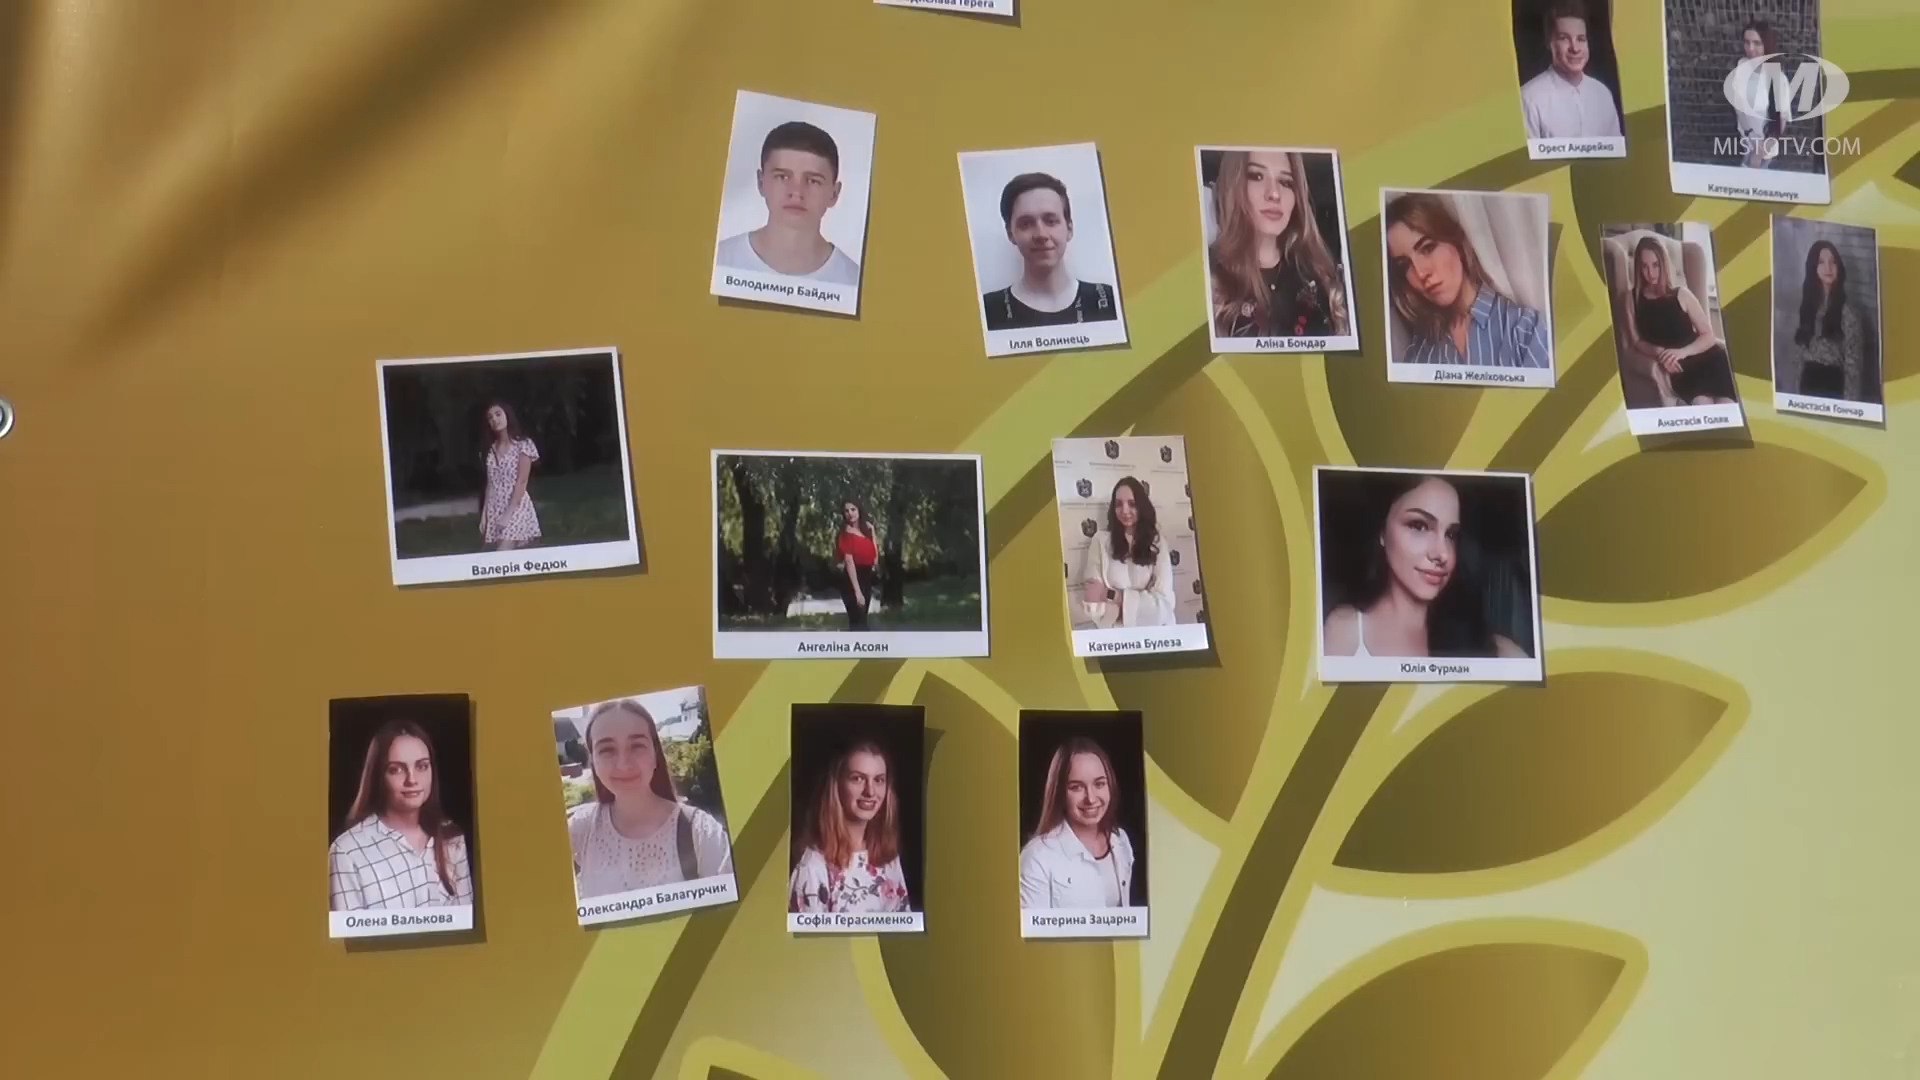 Герега
Орест Андрейко
M
MISTOTV.COM
Катерина Ковальчук
Володимир Байдич
Ілля Волинець
Аліна Бондар
Діана Желіховська
Анастасія Голяк
Анастасія Гончар
Валерія Федюк
Ангеліна Асоян
Катерина Булеза
Юлія Фурман
Олена Валькова
Олександра Балагурчик
Софія Герасименко
Катерина Зацарна